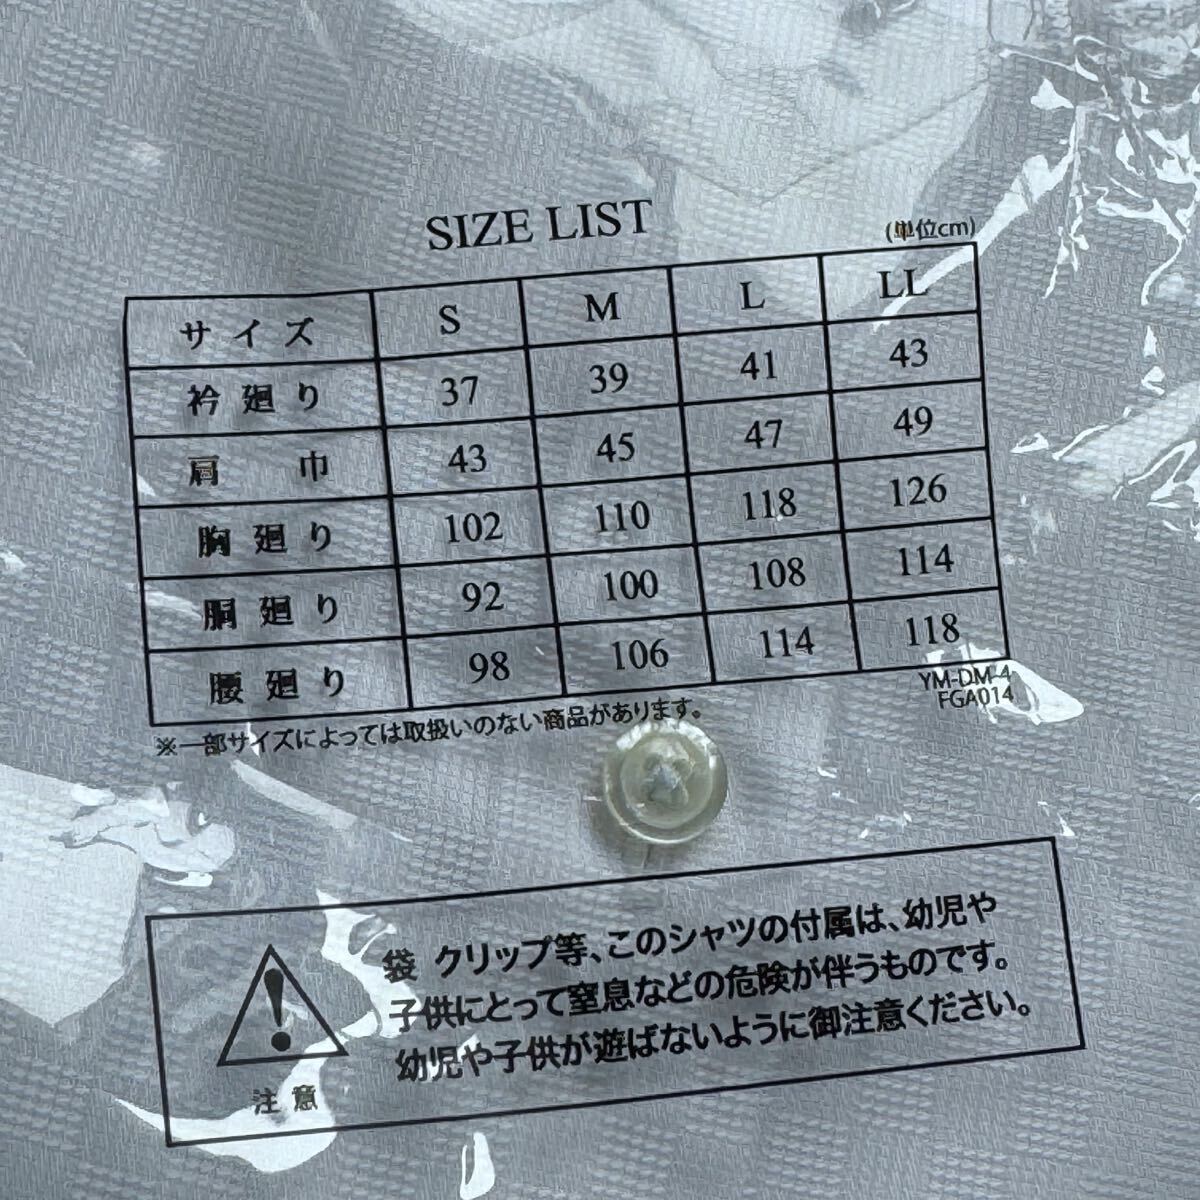 SIZE LIST
(単位cm)
サイズ S M L LL
衿廻り 37 39 41 43
肩巾 43 45 47 49
胸廻り 102 110 118 126
胴廻り 92 100 108 114
腰廻り 98 106 114 118
※一部サイズによっては取扱いのない商品があります。
YM-DM-4
FGA014
袋 クリップ等、このシャツの付属は、幼児や
子供にとって窒息などの危険が伴うものです。
幼児や子供が遊ばないように御注意ください。
注意